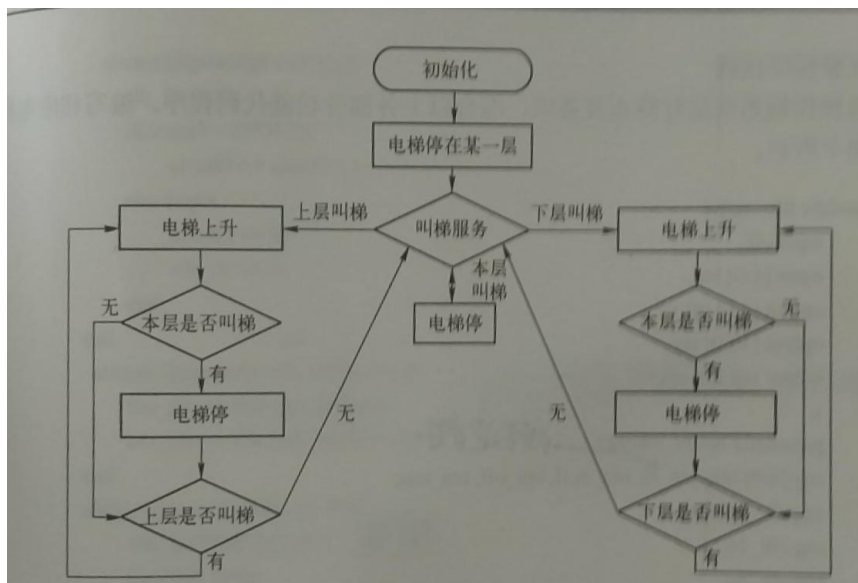 初始化
电梯停在某一层
上层叫梯
叫梯服务
下层叫梯
电梯上升
电梯上升
本层
叫梯
无
本层是否叫梯
电梯停
本层是否叫梯
无
有
有
电梯停
无
无
电梯停
上层是否叫梯
下层是否叫梯
有
有